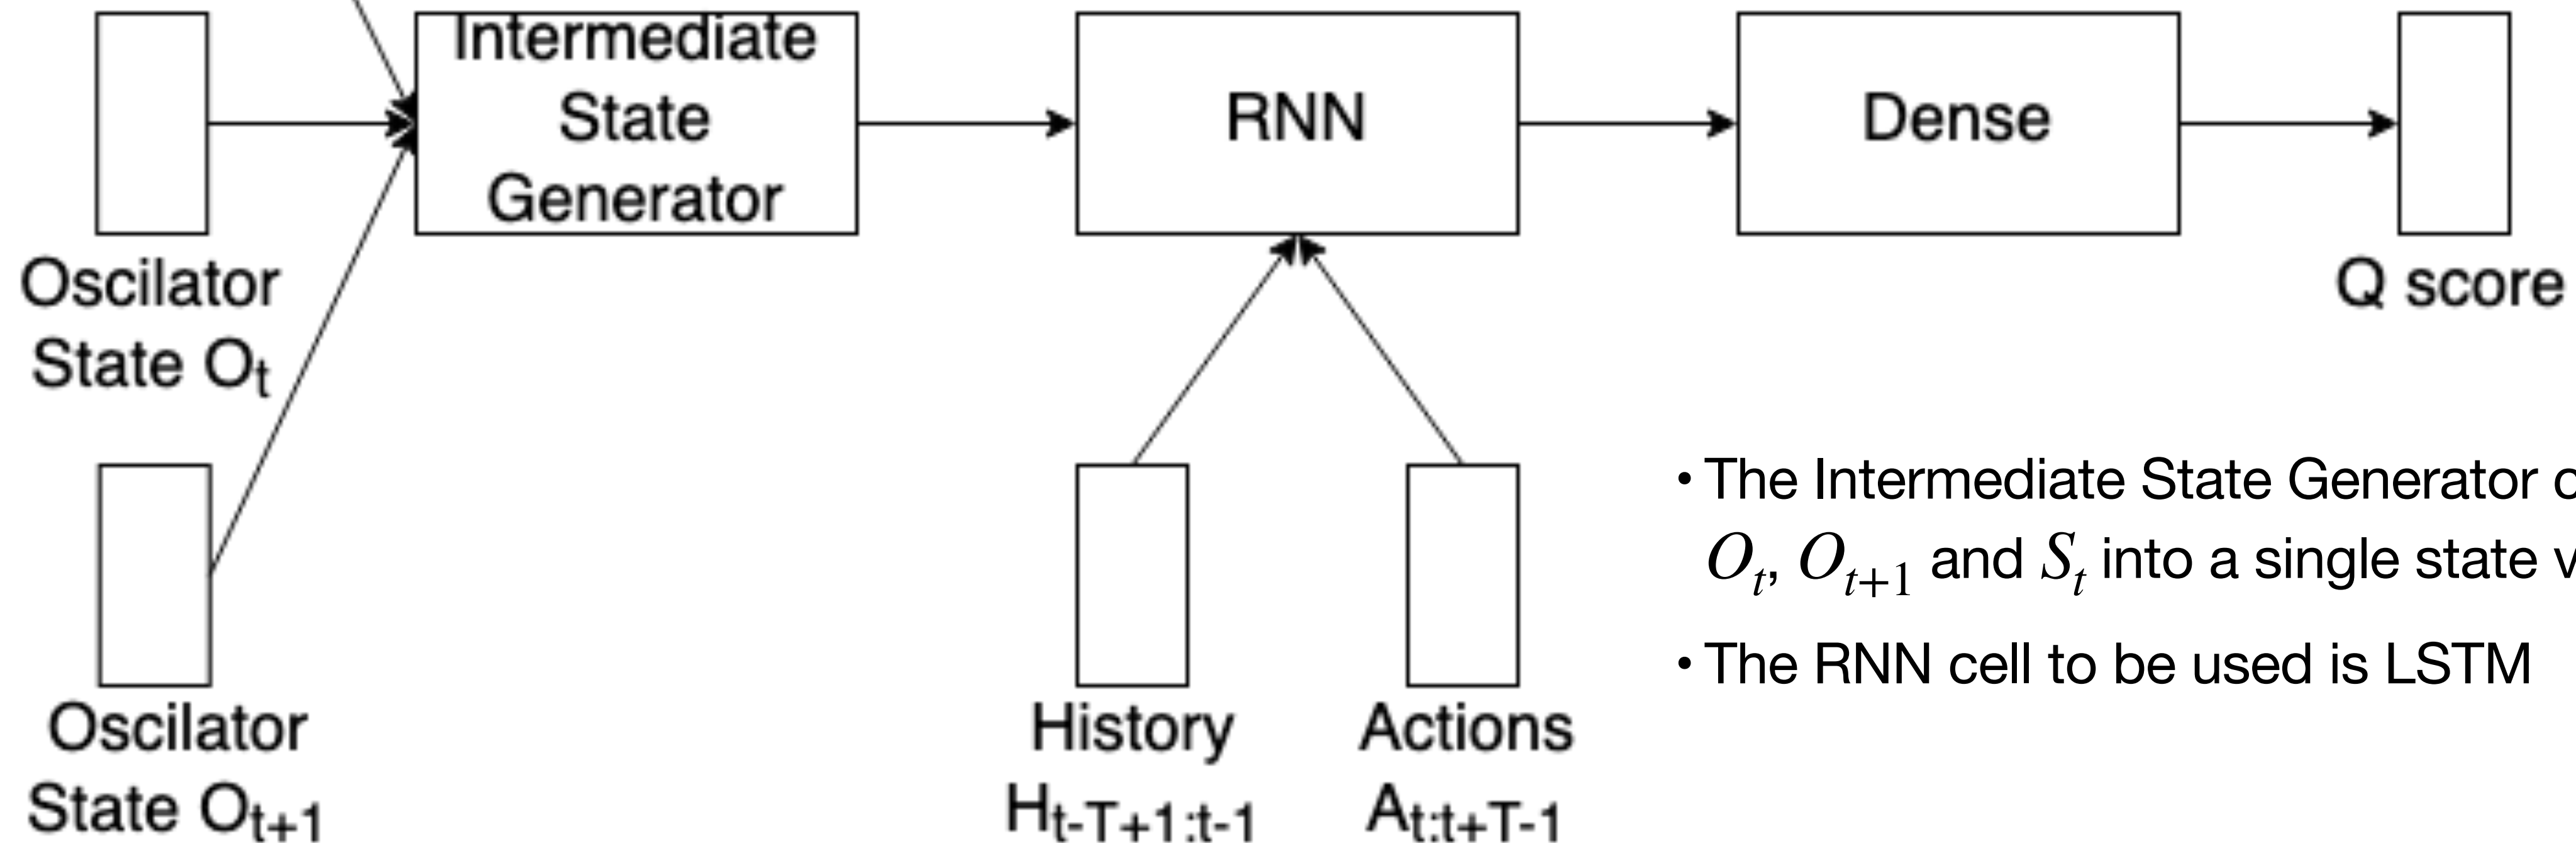 Intermediate
State
Generator
RNN
Dense
Oscilator
State Oₜ
Q score
Oscilator
State Oₜ₊₁
History
H_{t-T+1:t-1}
Actions
A_{t:t+T-1}
• The Intermediate State Generator
Oₜ, Oₜ₊₁ and Sₜ into a single state
• The RNN cell to be used is LSTM